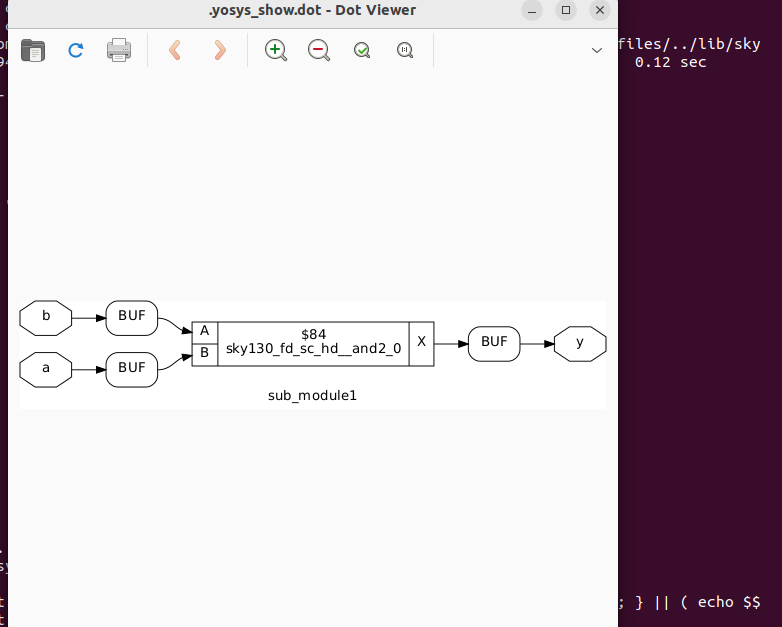 .yosys_show.dot - Dot Viewer
files/../lib/sky
0.12 sec
b
BUF
A
$84
sky130_fd_sc_hd__and2_0
X
BUF
y
B
a
BUF
sub_module1
; } || ( echo $$